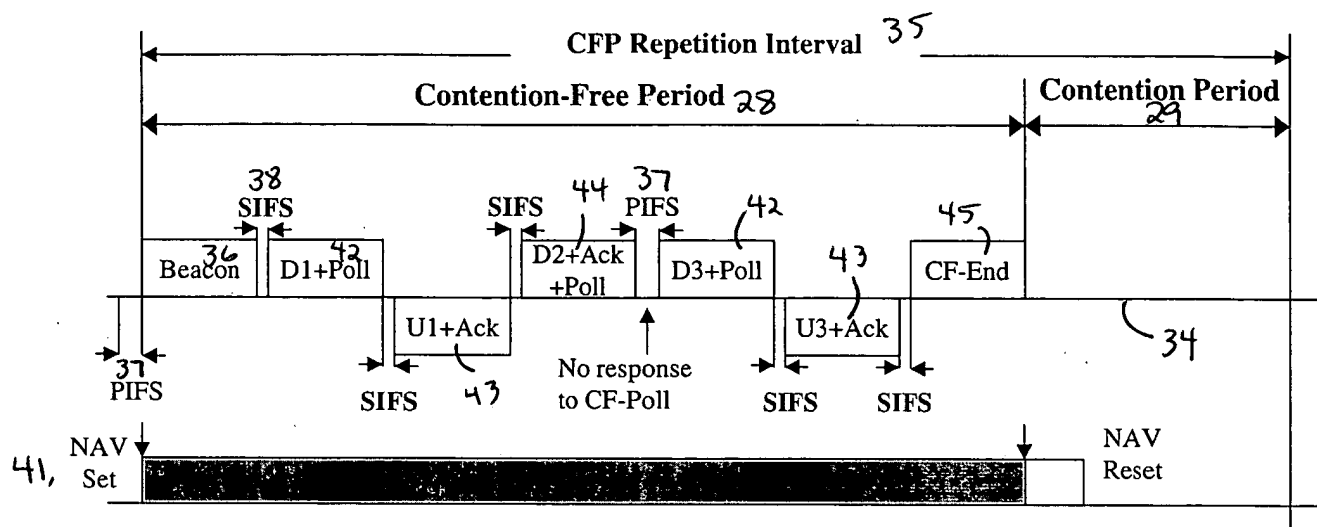 CFP Repetition Interval 35
Contention-Free Period 28
Contention Period
29
38
SIFS
SIFS
44
37
PIFS
42
45
Beacon 36
D1+Poll 42
D2+Ack
+Poll
D3+Poll
43
CF-End
U1+Ack
U3+Ack
34
37
PIFS
SIFS
43
No response
to CF-Poll
SIFS
SIFS
41,
NAV
Set
NAV
Reset